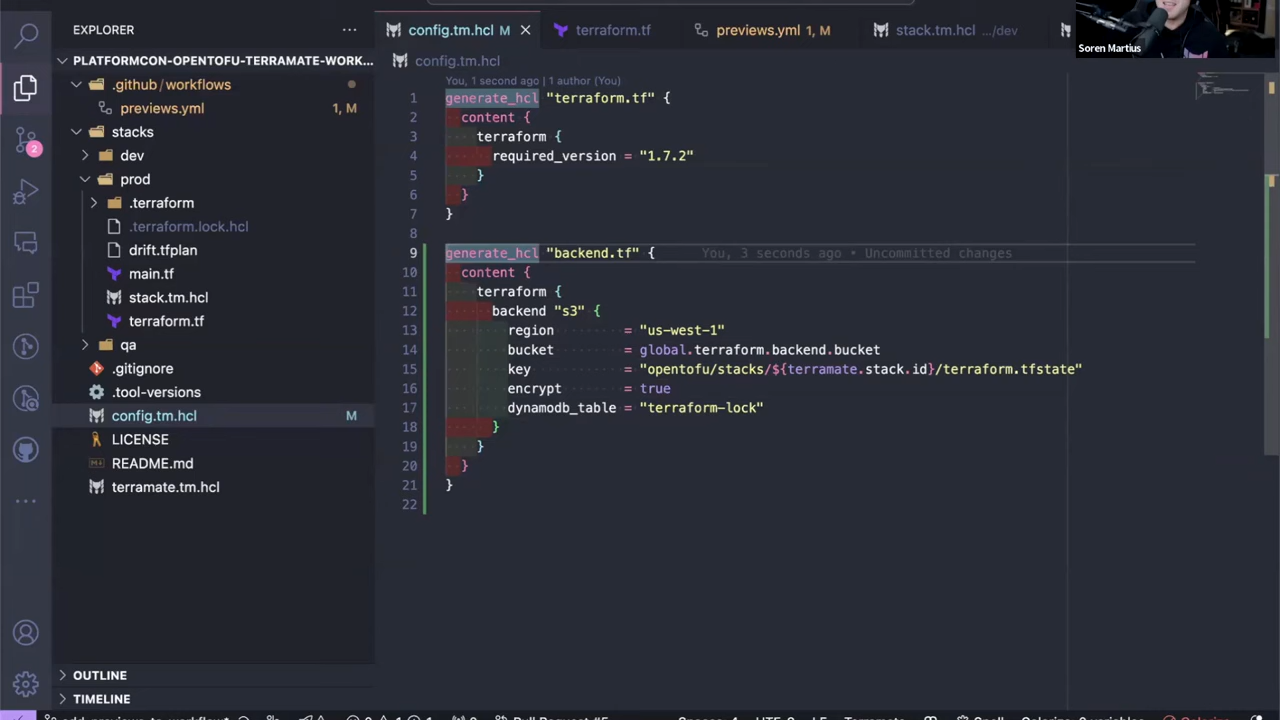 EXPLORER
PLATFORMCON-OPENTOFU-TERRAMATE-WORK...
.github/workflows
previews.yml 1, M
stacks
dev
prod
.terraform
.terraform.lock.hcl
drift.tfplan
main.tf
stack.tm.hcl
terraform.tf
qa
.gitignore
.tool-versions
config.tm.hcl M
LICENSE
README.md
terramate.tm.hcl
OUTLINE
TIMELINE
2
config.tm.hcl M
terraform.tf
previews.yml 1, M
stack.tm.hcl .../dev
Soren Martius
config.tm.hcl
You, 1 second ago | 1 author (You)
1 generate_hcl "terraform.tf" {
2 content {
3 terraform {
4 required_version = "1.7.2"
5 }
6 }
7 }
8
9 generate_hcl "backend.tf" { You, 3 seconds ago • Uncommitted changes
10 content {
11 terraform {
12 backend "s3" {
13 region = "us-west-1"
14 bucket = global.terraform.backend.bucket
15 key = "opentofu/stacks/${terramate.stack.id}/terraform.tfstate"
16 encrypt = true
17 dynamodb_table = "terraform-lock"
18 }
19 }
20 }
21 }
22